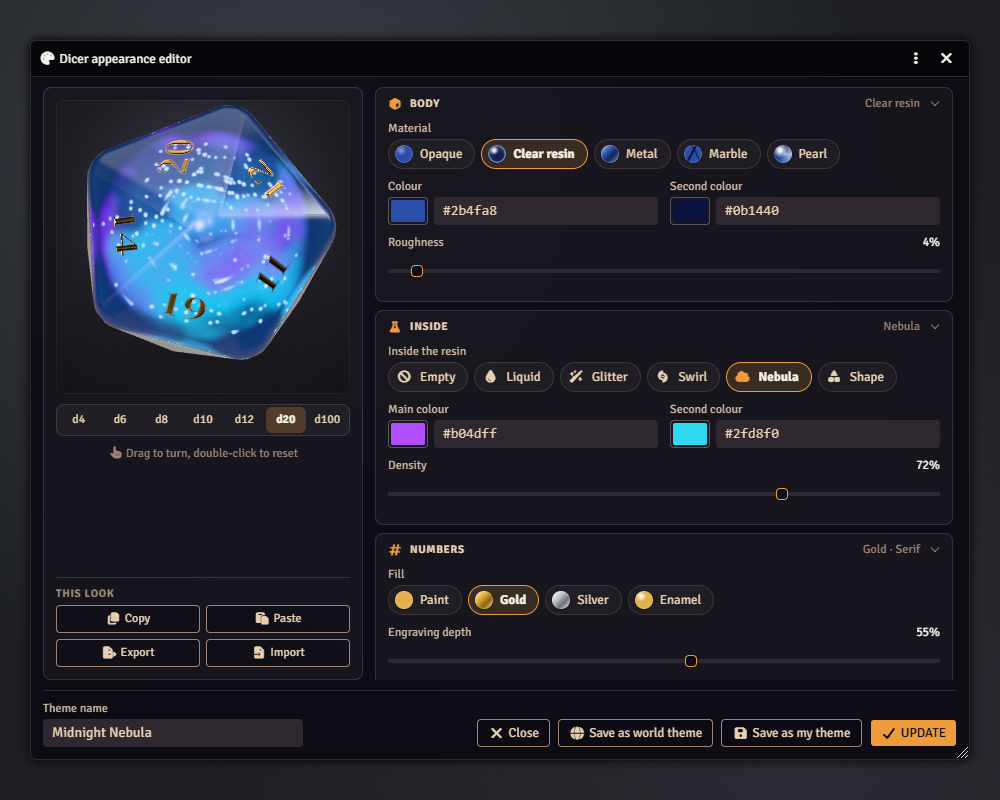 Dicer appearance editor
20
14
11
19
d4 d6 d8 d10 d12 d20 d100
Drag to turn, double-click to reset
THIS LOOK
Copy Paste
Export Import
BODY Clear resin
Material
Opaque Clear resin Metal Marble Pearl
Colour Second colour
#2b4fa8 #0b1440
Roughness 4%
INSIDE Nebula
Inside the resin
Empty Liquid Glitter Swirl Nebula Shape
Main colour Second colour
#b04dff #2fd8f0
Density 72%
# NUMBERS Gold · Serif
Fill
Paint Gold Silver Enamel
Engraving depth 55%
Theme name
Midnight Nebula
Close Save as world theme Save as my theme UPDATE